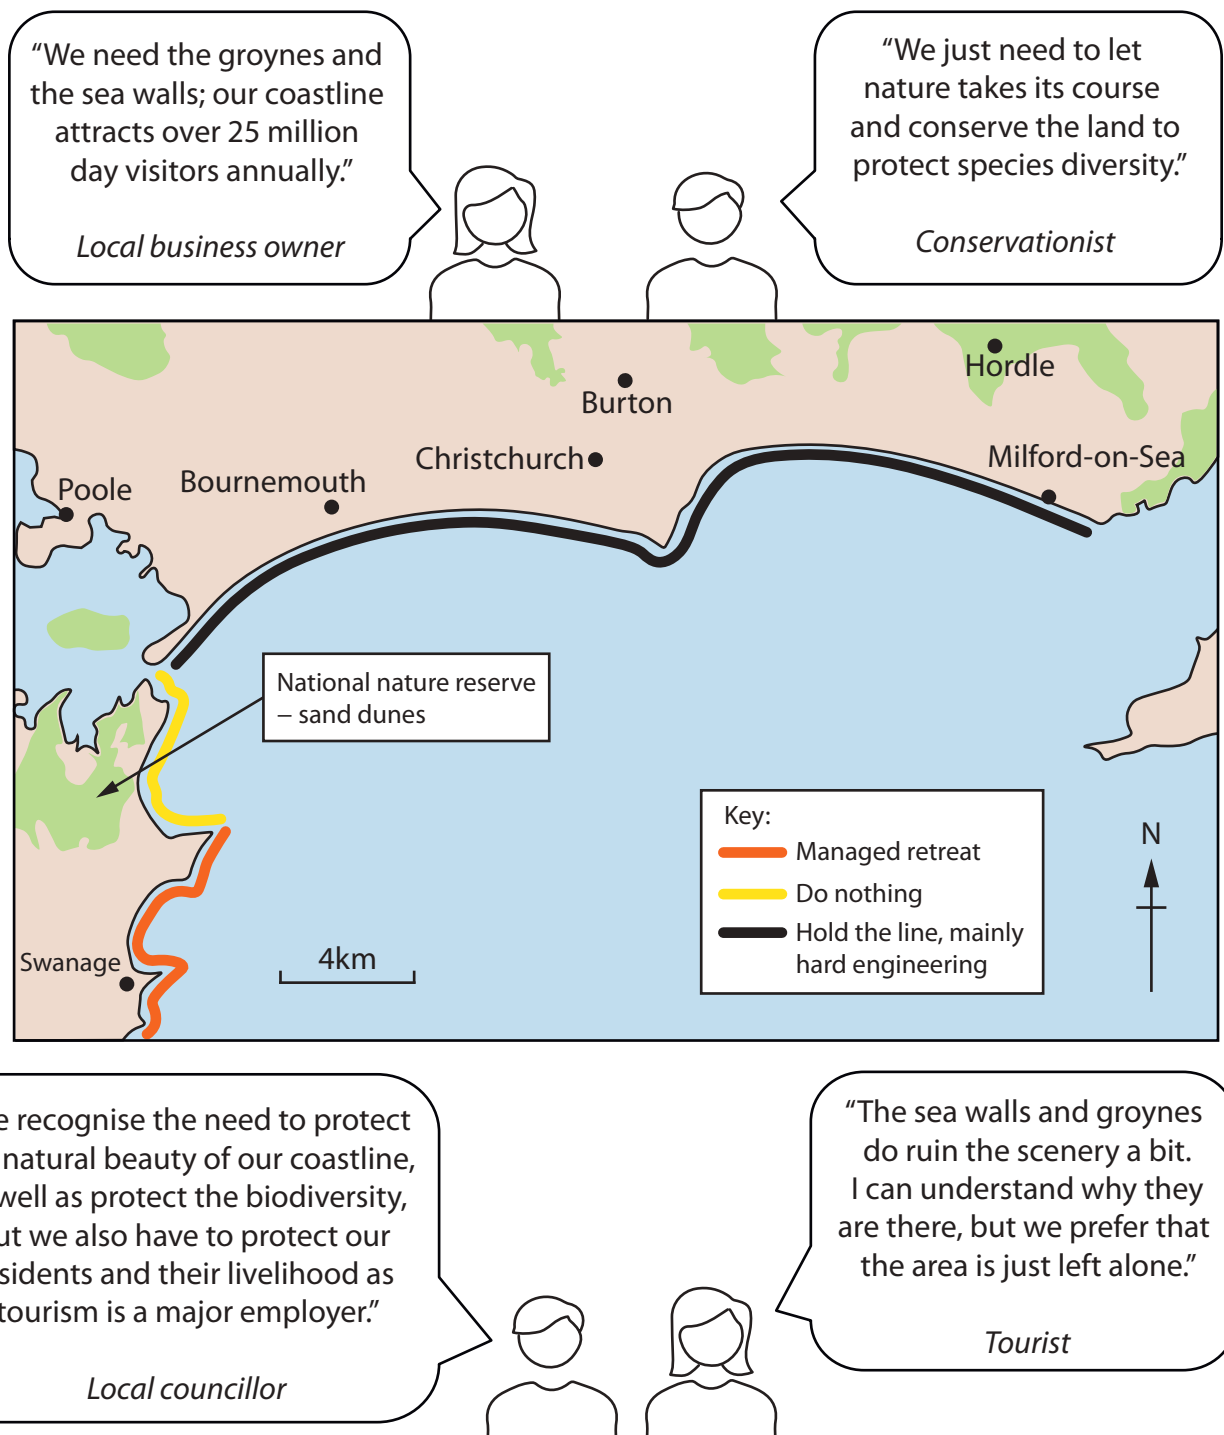 “We need the groynes and
the sea walls; our coastline
attracts over 25 million
day visitors annually.”
Local business owner
“We just need to let
nature takes its course
and conserve the land to
protect species diversity.”
Conservationist
Hordle
Burton
Christchurch
Milford-on-Sea
Bournemouth
Poole
National nature reserve
– sand dunes
Key:
Managed retreat
Do nothing
Hold the line, mainly
hard engineering
N
Swanage
4km
recognise the need to protect
natural beauty of our coastline,
well as protect the biodiversity,
we also have to protect our
and their livelihood as
tourism is a major employer.”
Local councillor
“The sea walls and groynes
do ruin the scenery a bit.
I can understand why they
are there, but we prefer that
the area is just left alone.”
Tourist